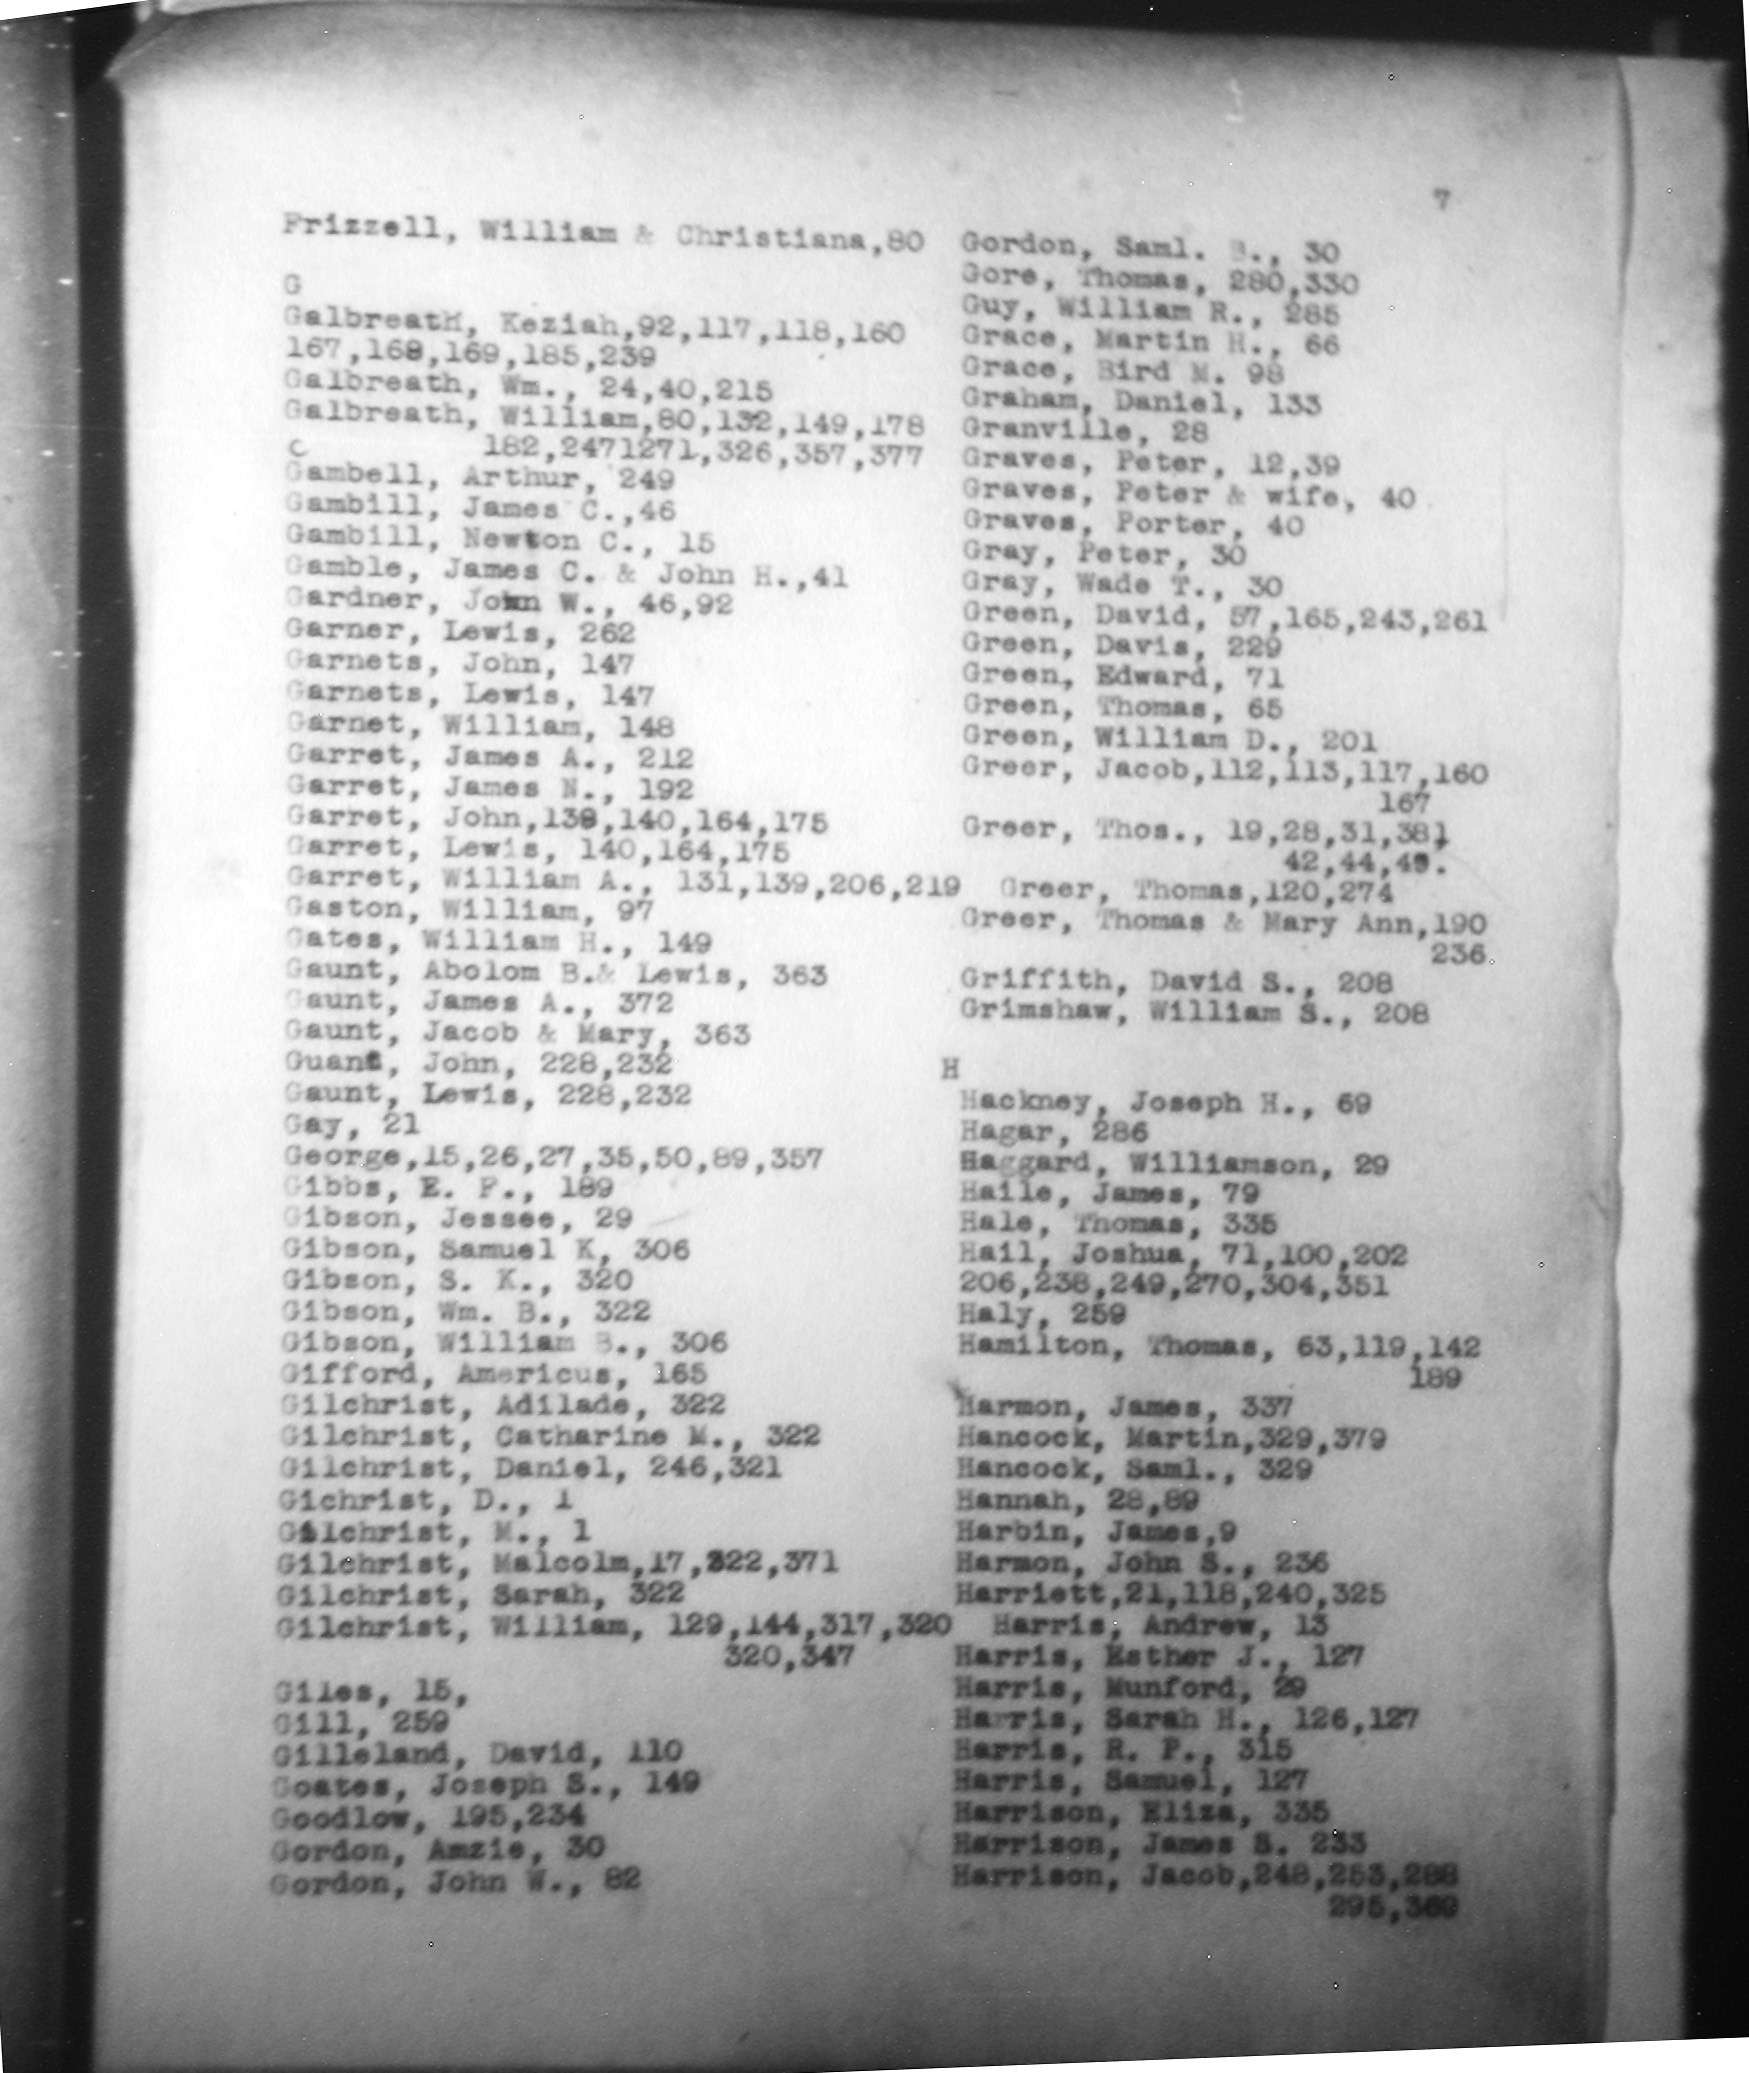 7
Frizzell, William & Christiana,80
G
Galbreath, Keziah,92,117,118,160
167,168,169,185,239
Galbreath, Wm., 24,40,215
Galbreath, William,80,132,149,178
C 182,2471271,326,357,377
Gambell, Arthur, 249
Gambill, James C.,46
Gambill, Newton C., 15
Gamble, James C. & John H.,41
Gardner, John W., 46,92
Garner, Lewis, 262
Garnets, John, 147
Garnets, Lewis, 147
Garnet, William, 148
Garret, James A., 212
Garret, James N., 192
Garret, John,139,140,164,175
Garret, Lewis, 140,164,175
Garret, William A., 131,139,206,219
Gaston, William, 97
Gates, William H., 149
Gaunt, Abolom B.& Lewis, 363
Gaunt, James A., 372
Gaunt, Jacob & Mary, 363
Guant, John, 228,232
Gaunt, Lewis, 228,232
Gay, 21
George,15,26,27,35,50,89,357
Gibbs, E. F., 189
Gibson, Jessee, 29
Gibson, Samuel K, 306
Gibson, S. K., 320
Gibson, Wm. B., 322
Gibson, William B., 306
Gifford, Americus, 165
Gilchrist, Adilade, 322
Gilchrist, Catharine M., 322
Gilchrist, Daniel, 246,321
Gichrist, D., 1
Gilchrist, M., 1
Gilchrist, Malcolm,17,322,371
Gilchrist, Sarah, 322
Gilchrist, William, 129,144,317,320
320,347
Giles, 15,
Gill, 259
Gilleland, David, 110
Goates, Joseph S., 149
Goodlow, 195,234
Gordon, Amzie, 30
Gordon, John W., 82
Gordon, Saml. B., 30
Gore, Thomas, 280,330
Guy, William R., 285
Grace, Martin H., 66
Grace, Bird M. 98
Graham, Daniel, 133
Granville, 28
Graves, Peter, 12,39
Graves, Peter & wife, 40
Graves, Porter, 40
Gray, Peter, 30
Gray, Wade T., 30
Green, David, 57,165,243,261
Green, Davis, 229
Green, Edward, 71
Green, Thomas, 65
Green, William D., 201
Greer, Jacob,112,113,117,160
167
Greer, Thos., 19,28,31,38,
42,44,49.
Greer, Thomas,120,274
Greer, Thomas & Mary Ann,190
236.
Griffith, David S., 208
Grimshaw, William S., 208
H
Hackney, Joseph H., 69
Hagar, 286
Haggard, Williamson, 29
Haile, James, 79
Hale, Thomas, 335
Hail, Joshua, 71,100,202
206,238,249,270,304,351
Haly, 259
Hamilton, Thomas, 63,119,142
189
Harmon, James, 337
Hancock, Martin,329,379
Hancock, Saml., 329
Hannah, 28,89
Harbin, James,9
Harmon, John S., 236
Harriett,21,118,240,325
Harris, Andrew, 13
Harris, Esther J., 127
Harris, Munford, 29
Harris, Sarah H., 126,127
Harris, R. P., 315
Harris, Samuel, 127
Harrison, Eliza, 335
Harrison, James S. 233
Harrison, Jacob,248,253,288
295,369